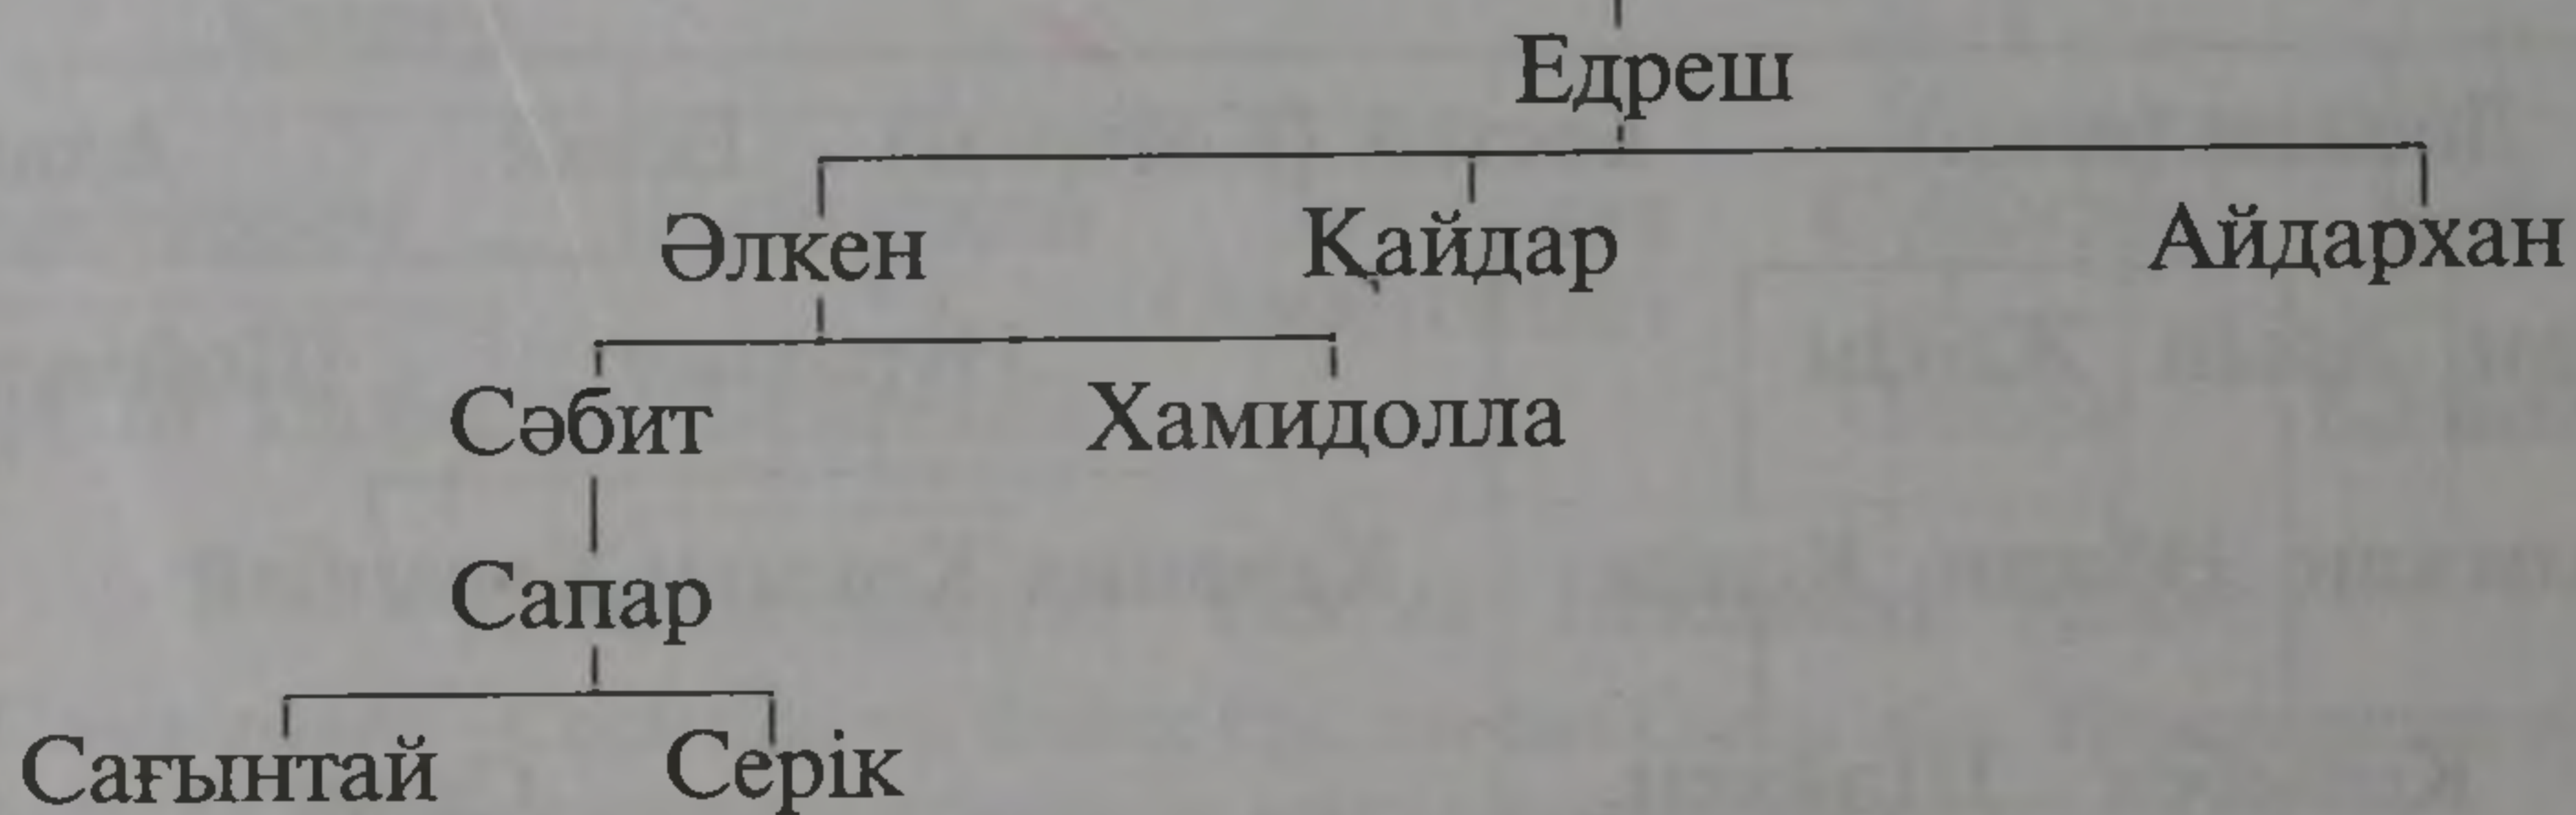 Едреш
Әлкен Қайдар Айдархан
Сәбит Хамидолла
Сапар
Сағынтай Серік